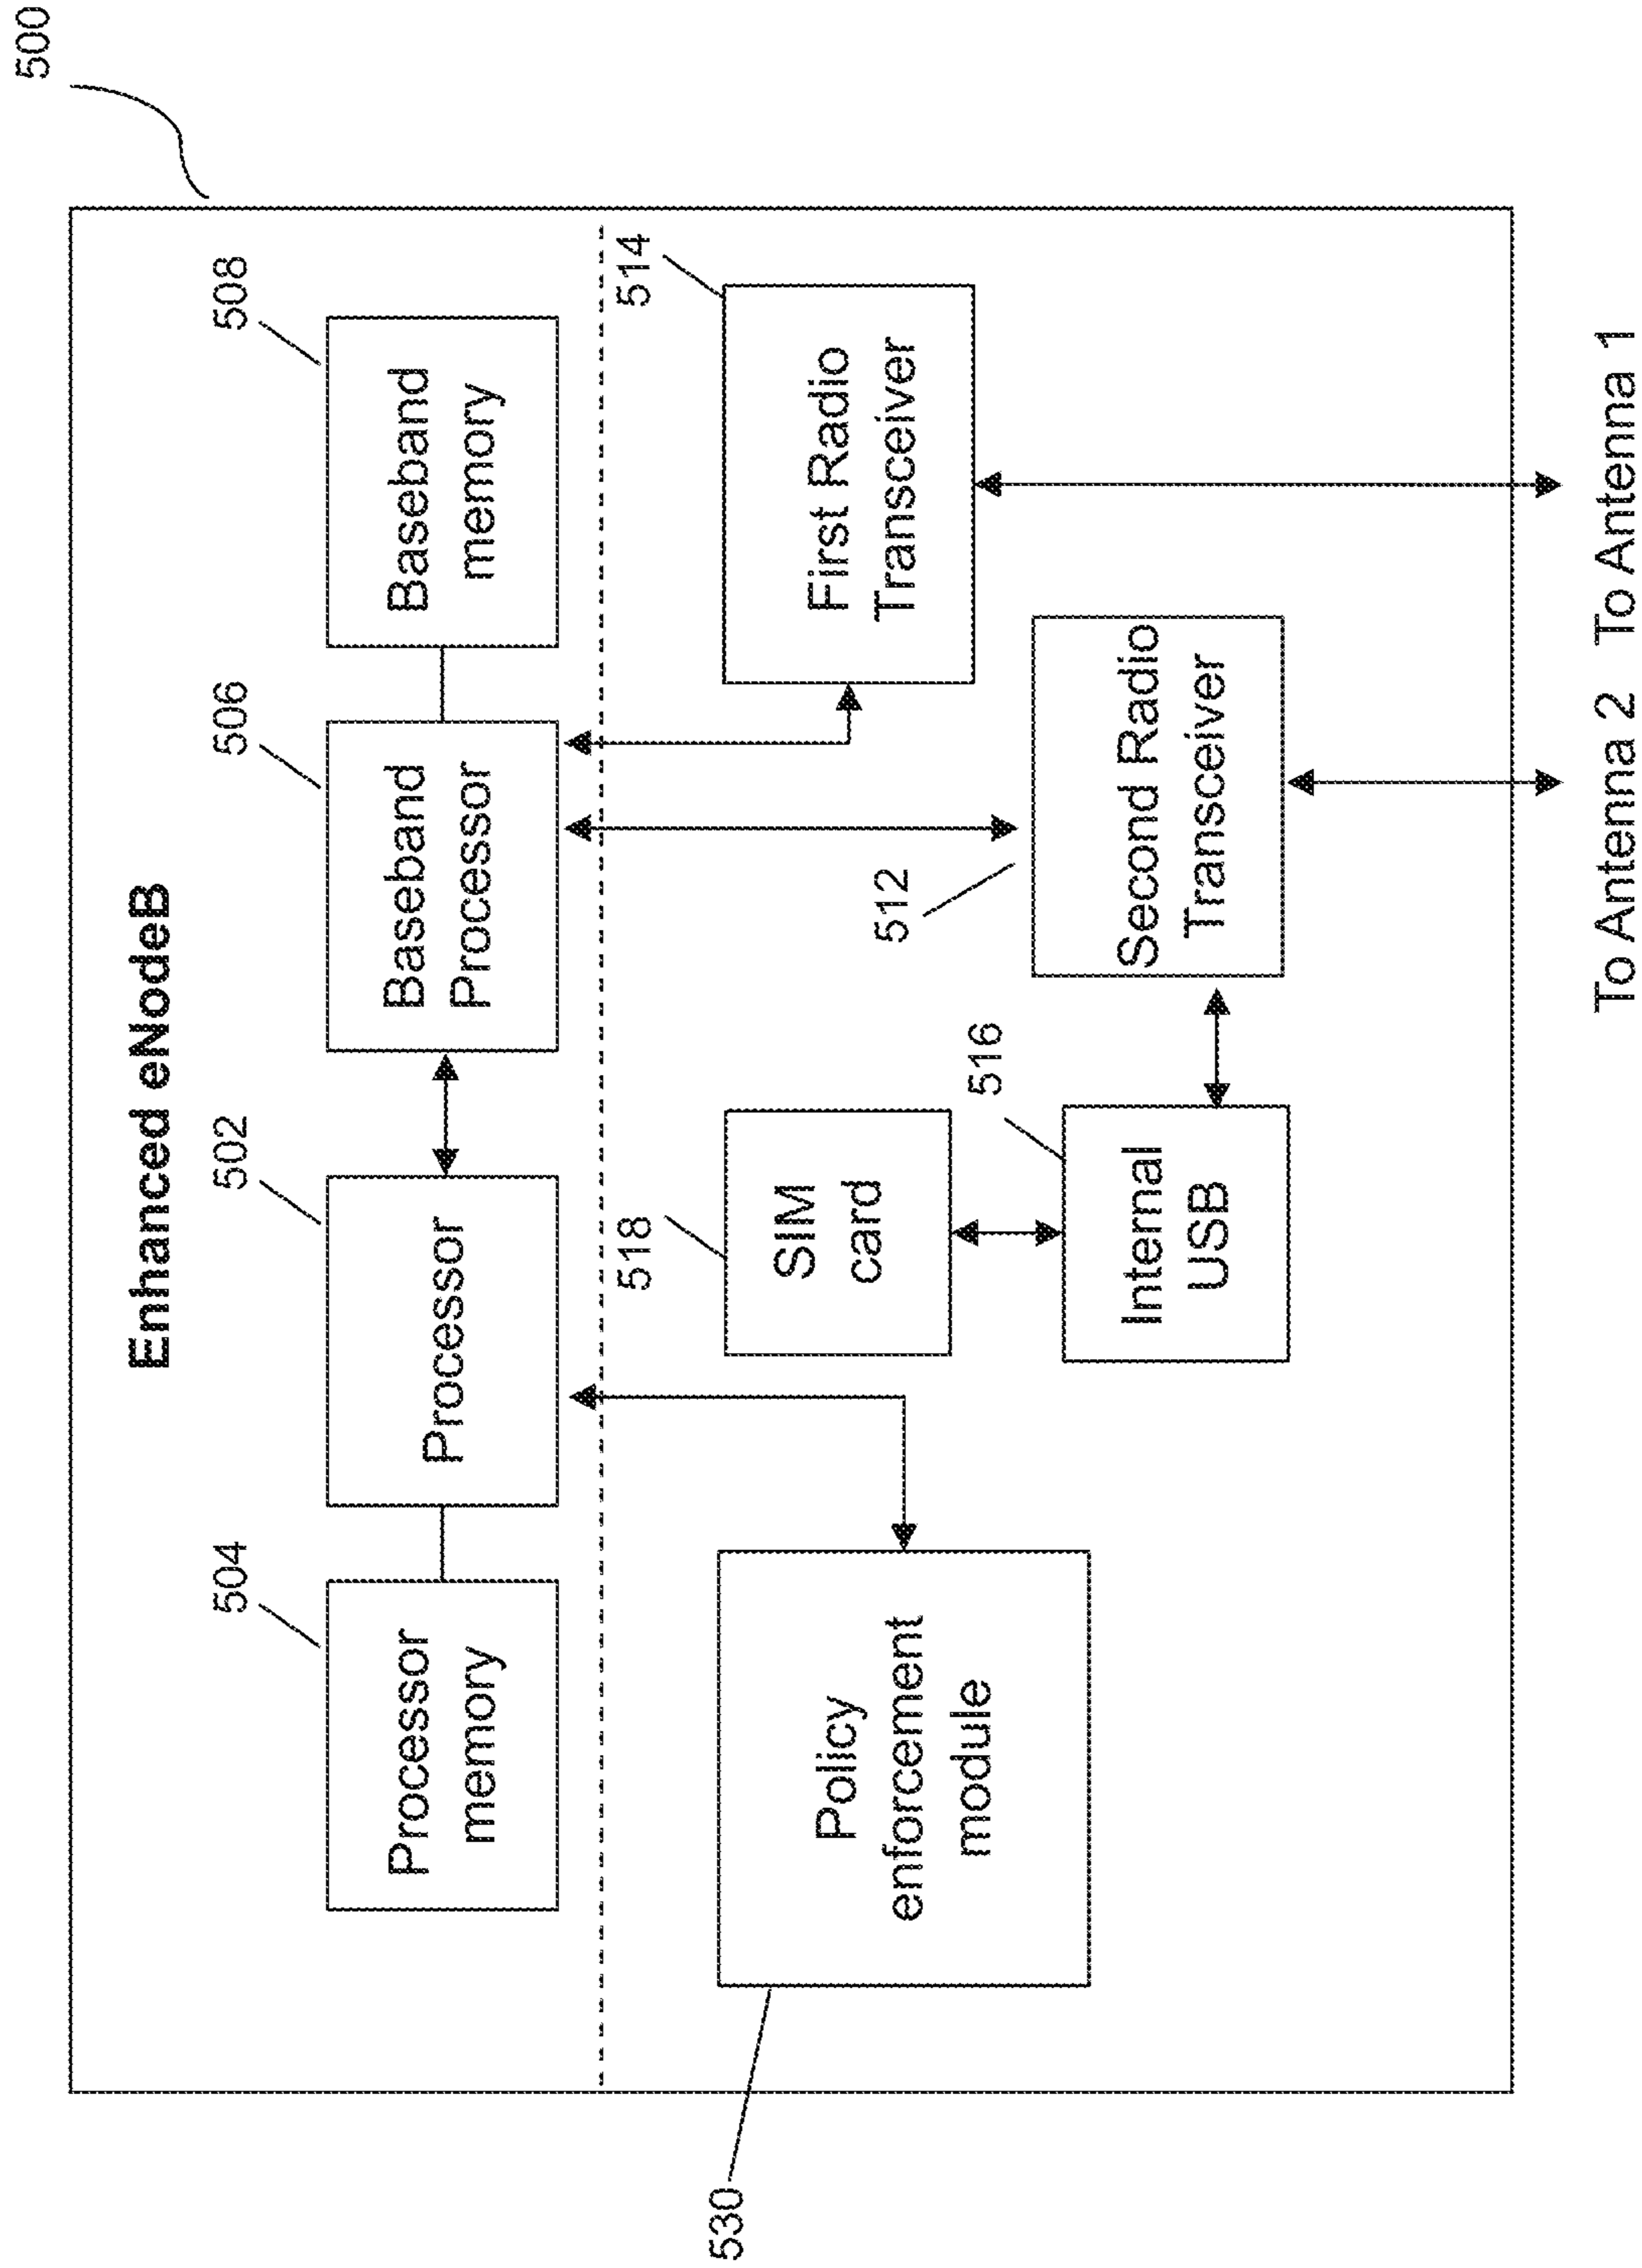 500
Enhanced eNodeB
504
502
506
508
Processor
memory
Processor
Baseband
Processor
Baseband
memory
530
Policy
enforcement
module
518
SIM
card
516
Internal
USB
512
Second Radio
Transceiver
514
First Radio
Transceiver
To Antenna 2
To Antenna 1